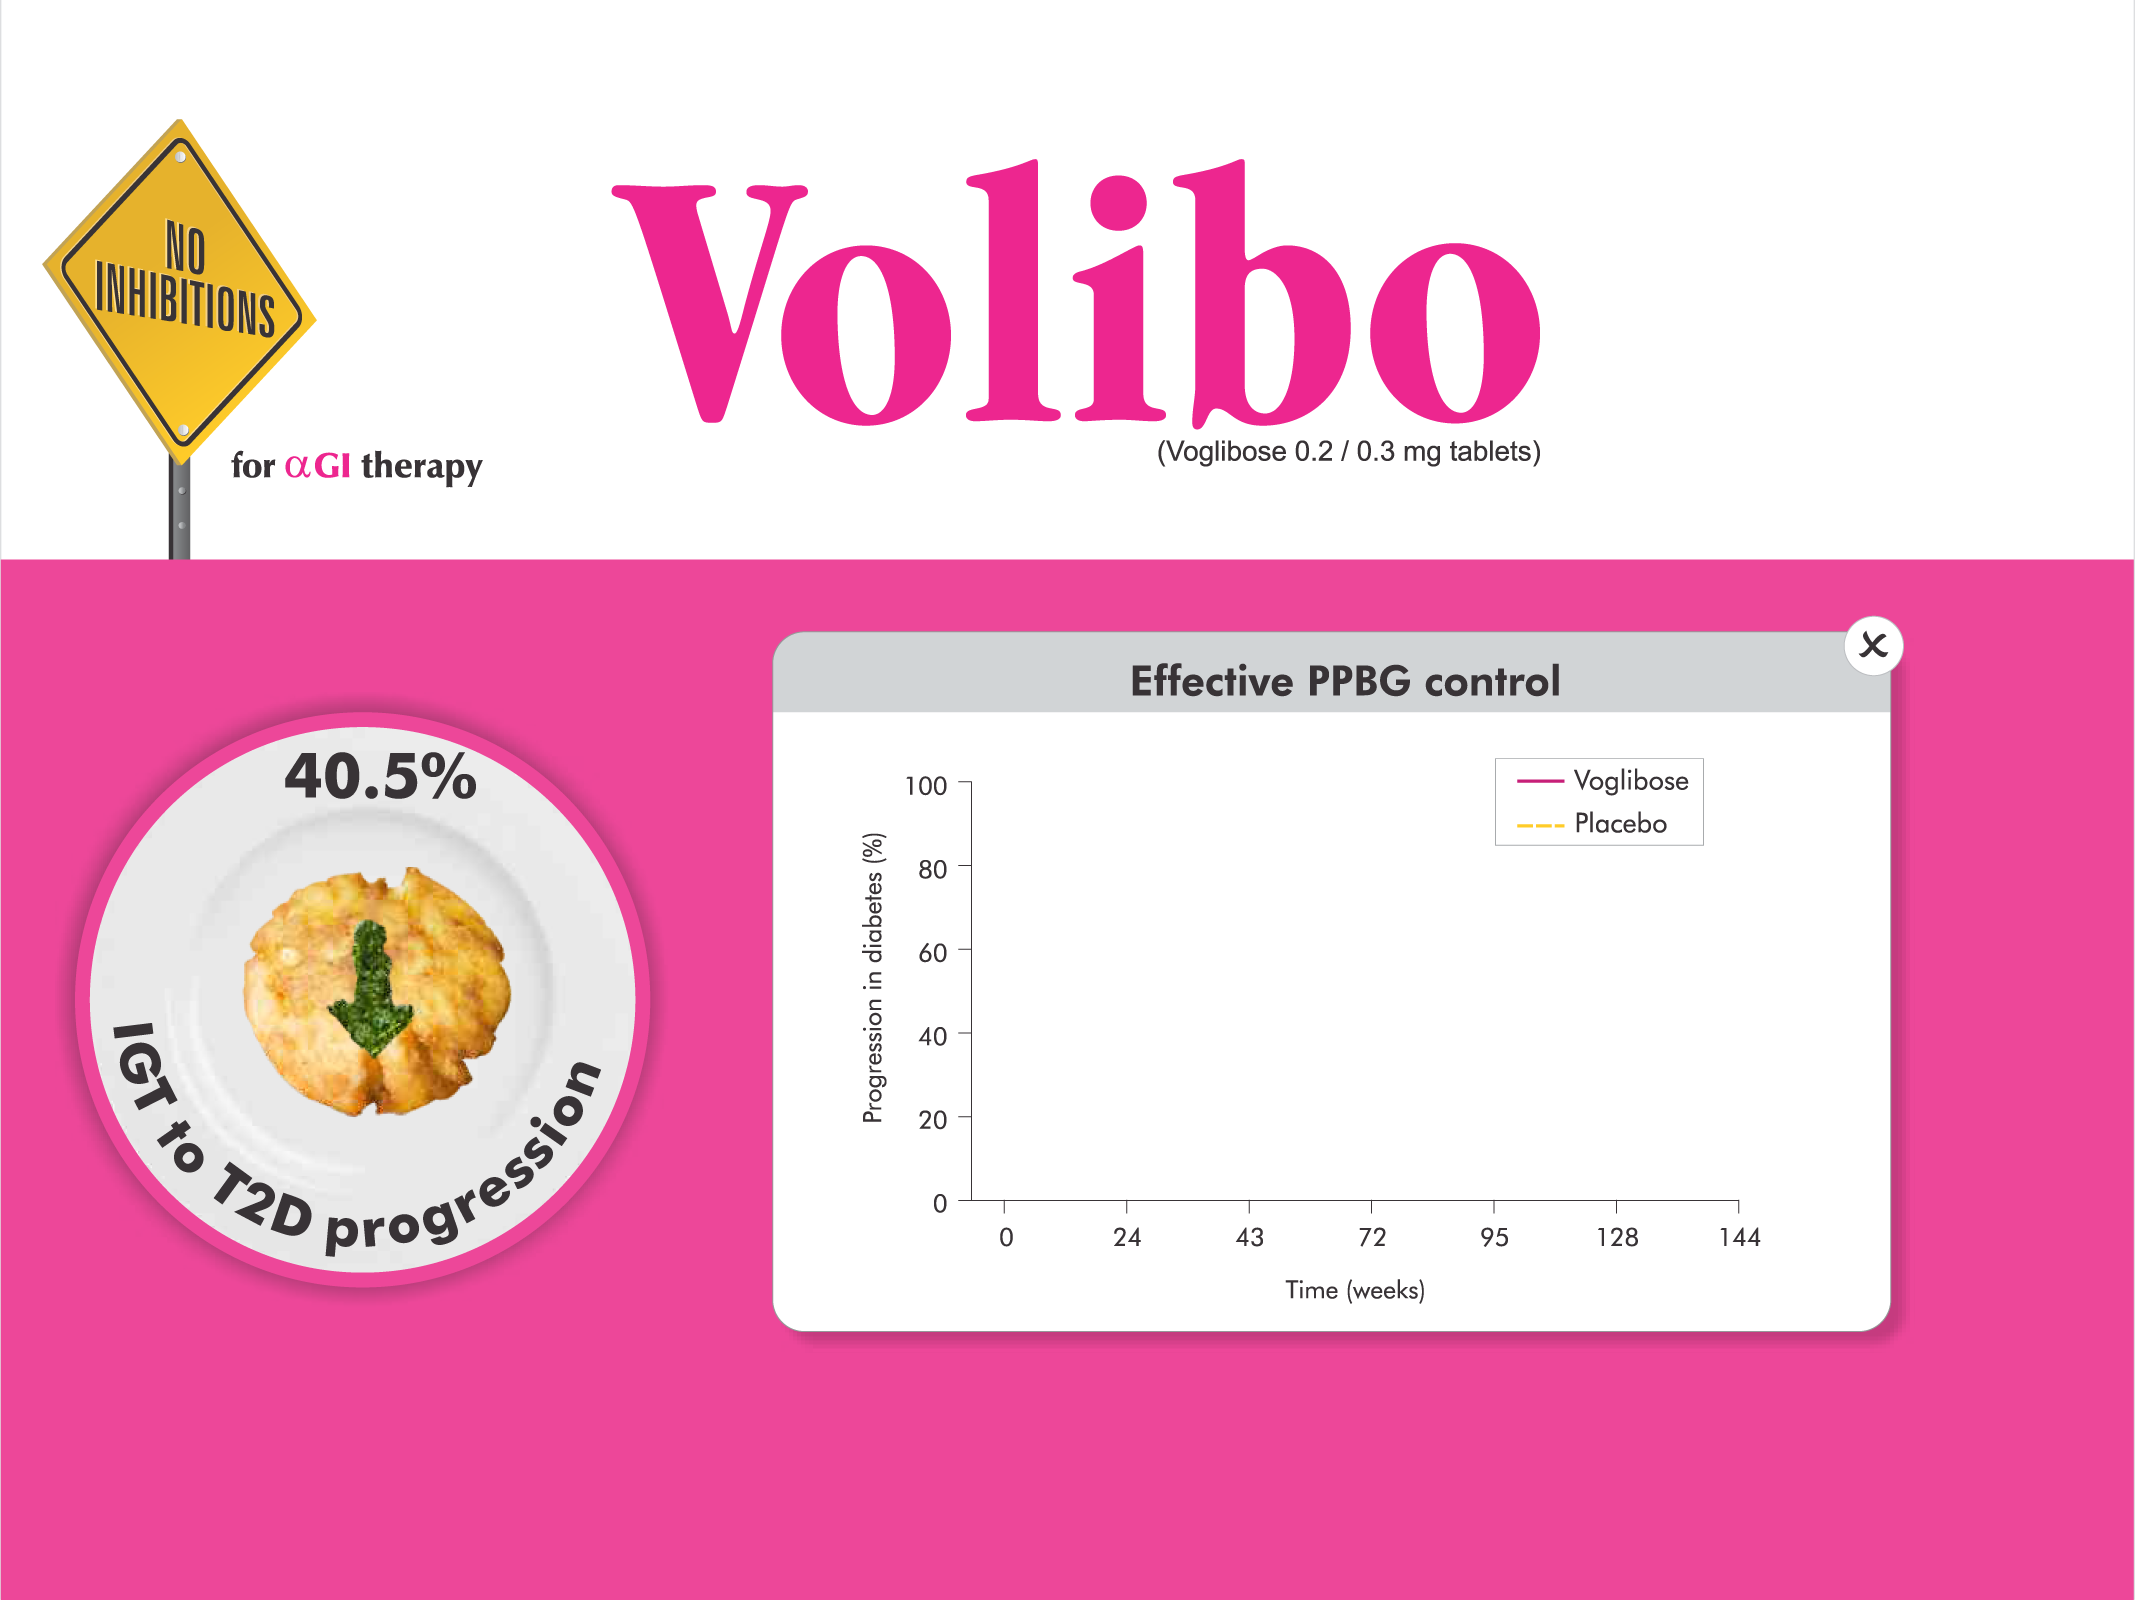 NO
INHIBITIONS
for αGI therapy
Volibo
(Voglibose 0.2 / 0.3 mg tablets)
40.5%
IGT to T2D progression
Effective PPBG control
x
Voglibose
Placebo
Progression in diabetes (%)
100
80
60
40
20
0
0 24 43 72 95 128 144
Time (weeks)